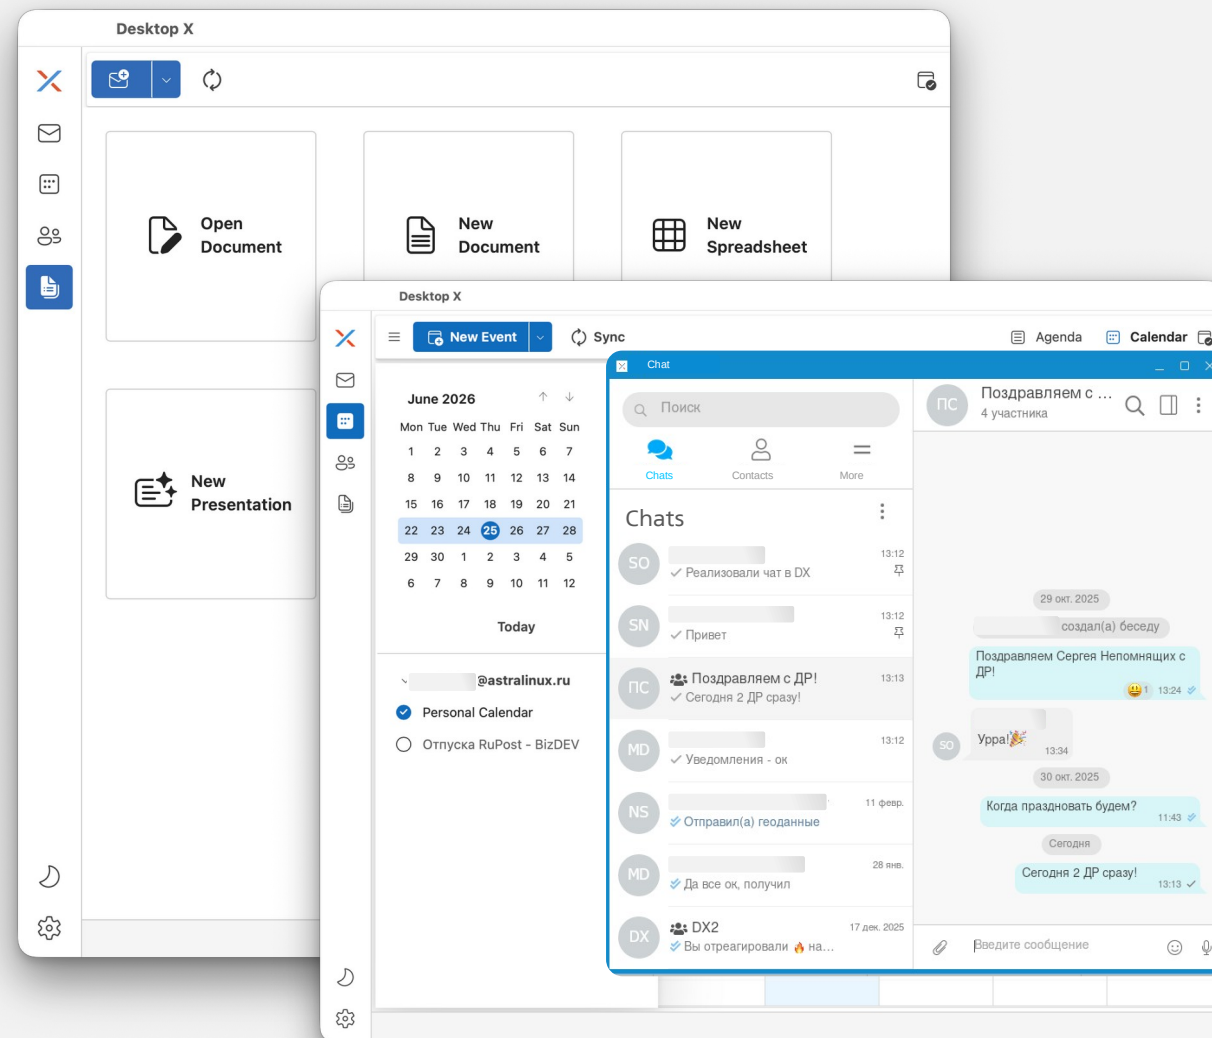 Desktop X
Open
Document
New
Document
New
Spreadsheet
New
Presentation
Desktop X
New Event
Sync
Agenda
Calendar
June 2026
Mon Tue Wed Thu Fri Sat Sun
1 2 3 4 5 6 7
8 9 10 11 12 13 14
15 16 17 18 19 20 21
22 23 24 25 26 27 28
29 30 1 2 3 4 5
6 7 8 9 10 11 12
Today
@astralinux.ru
Personal Calendar
Отпуска RuPost - BizDEV
Chat
Поиск
Chats
Contacts
More
Chats
SO
13:12
Реализовали чат в DX
SN
13:12
Привет
ПС
Поздравляем с ДР!
13:13
Сегодня 2 ДР сразу!
MD
13:12
Уведомления - ок
NS
11 февр.
Отправил(а) геоданные
MD
28 янв.
Да все ок, получил
DX
DX2
17 дек. 2025
Вы отреагировали 🔥 на...
ПС
Поздравляем с ...
4 участника
29 окт. 2025
создал(а) беседу
Поздравляем Сергея Непомнящих с
ДР!
😀 1 13:24
SO
Урра!🎉
13:34
30 окт. 2025
Когда праздновать будем?
11:43
Сегодня
Сегодня 2 ДР сразу!
13:13
Введите сообщение